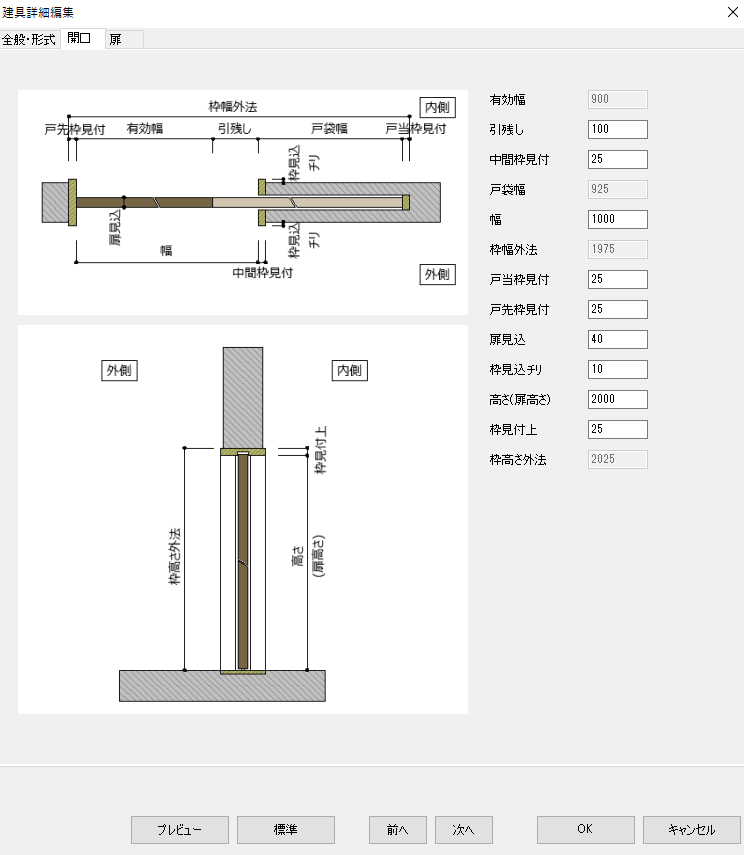 建具詳細編集
全般・形式 開口 扉
枠幅外法 内側
戸先枠見付 有効幅 引残し 戸袋幅 戸当枠見付
枠見込 チリ
扉見込
枠見込 チリ
幅
中間枠見付
外側
外側 内側
枠見付上
枠高さ外法
高さ
(扉高さ)
有効幅 900
引残し 100
中間枠見付 25
戸袋幅 925
幅 1000
枠幅外法 1975
戸当枠見付 25
戸先枠見付 25
扉見込 40
枠見込チリ 10
高さ(扉高さ) 2000
枠見付上 25
枠高さ外法 2025
プレビュー 標準 前へ 次へ OK キャンセル